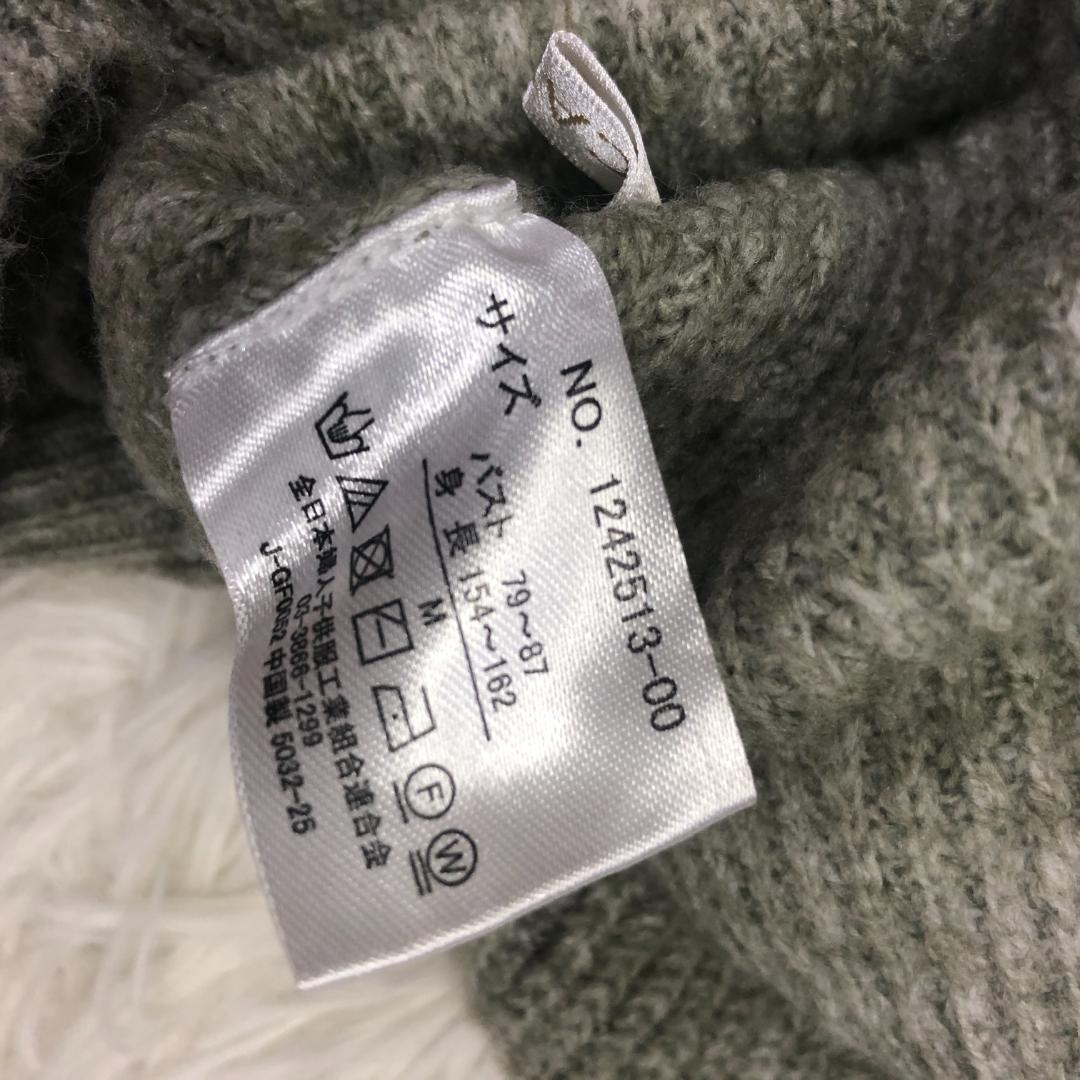 NO. 1242513-00
サイズ
バスト 79〜87
身長 154〜162
M
F
W
全日本婦人子供服工業組合連合会
03-3866-1299
J-GF0052 中国製 5032-25